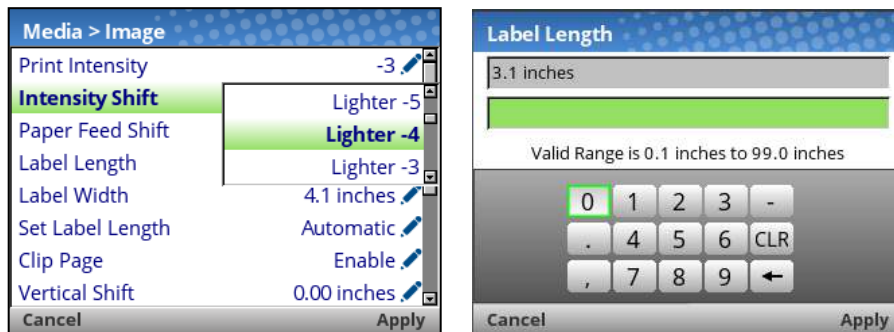 Media > Image
Print Intensity -3
Intensity Shift Lighter -5
Lighter -4
Paper Feed Shift
Label Length Lighter -3
Label Width 4.1 inches
Set Label Length Automatic
Clip Page Enable
Vertical Shift 0.00 inches
Cancel Apply
Label Length
3.1 inches
Valid Range is 0.1 inches to 99.0 inches
0 1 2 3 -
. 4 5 6 CLR
, 7 8 9 ←
Cancel Apply